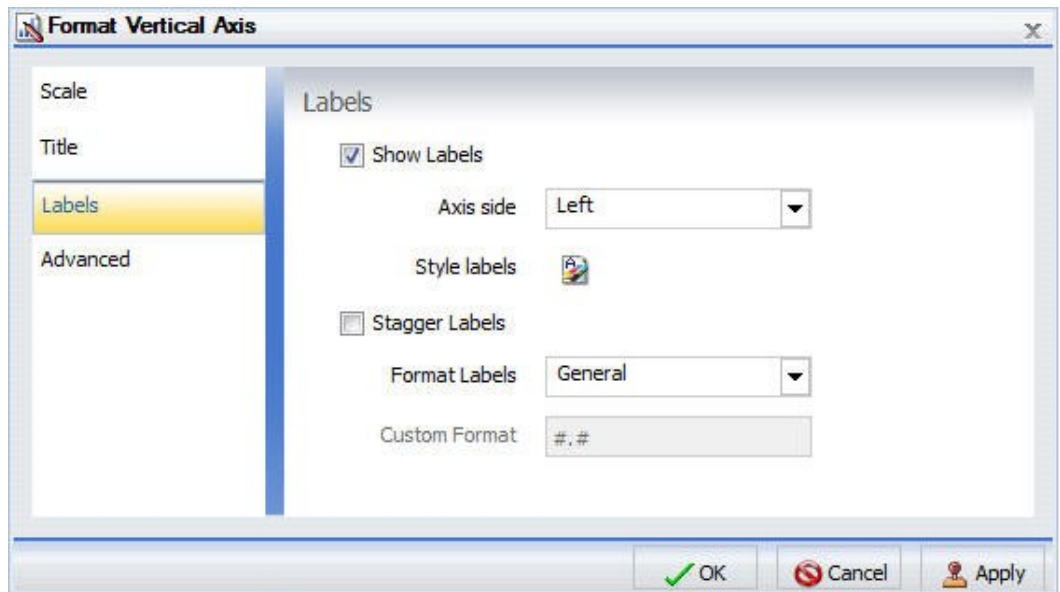 Format Vertical Axis
Scale
Title
Labels
Advanced
Labels
Show Labels
Axis side Left
Style labels
Stagger Labels
Format Labels General
Custom Format #.#
OK Cancel Apply